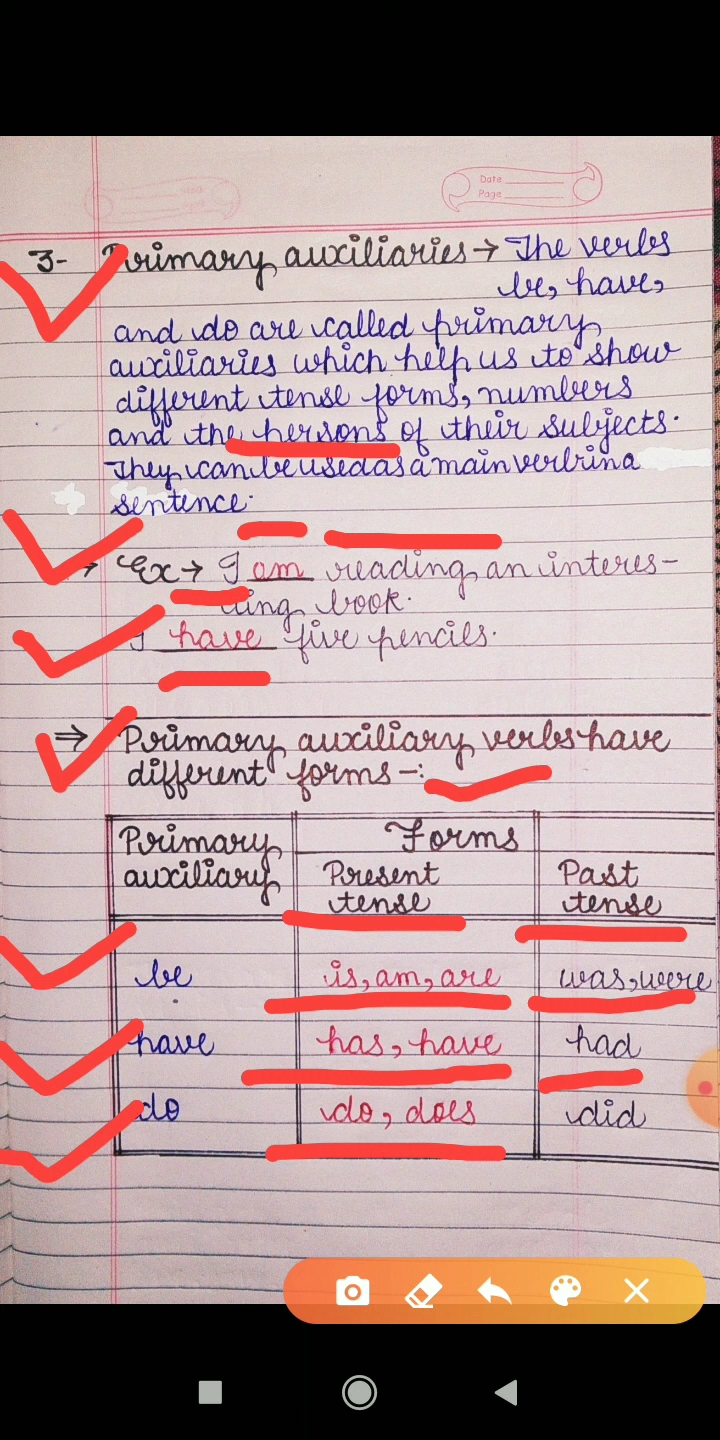 Date
Page
3- Primary auxiliaries → The verbs
be, have,
and do are called primary
auxiliaries which help us to show
different tense forms, numbers
and the persons of their subjects.
They can be used as a main verb in a
sentence.
→ Ex → I am reading an interes-
ting book.
I have five pencils.
⇒ Primary auxiliary verbs have
different forms -:
Primary auxiliary Forms
Present tense Past tense
be is, am, are was, were
have has, have had
do do, does did